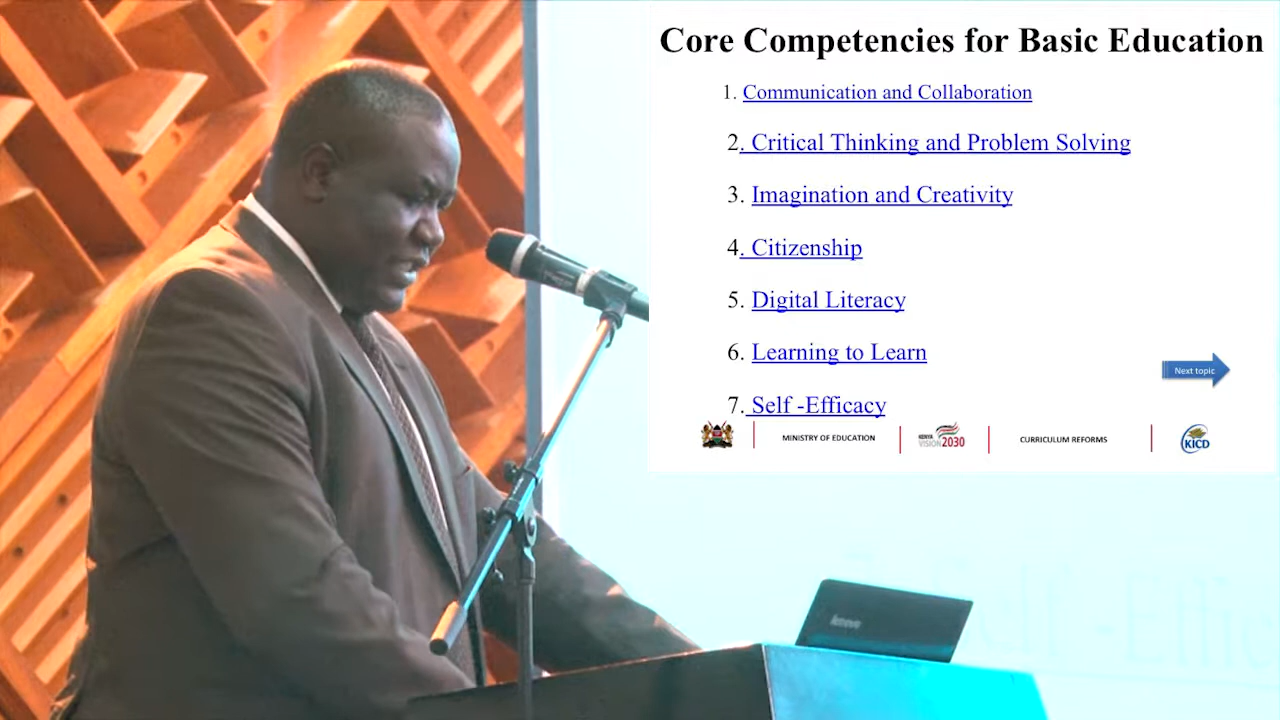 Core Competencies for Basic Education
1. Communication and Collaboration
2. Critical Thinking and Problem Solving
3. Imagination and Creativity
4. Citizenship
5. Digital Literacy
6. Learning to Learn
Next topic
7. Self -Efficacy
MINISTRY OF EDUCATION
KENYA VISION 2030
CURRICULUM REFORMS
KICD